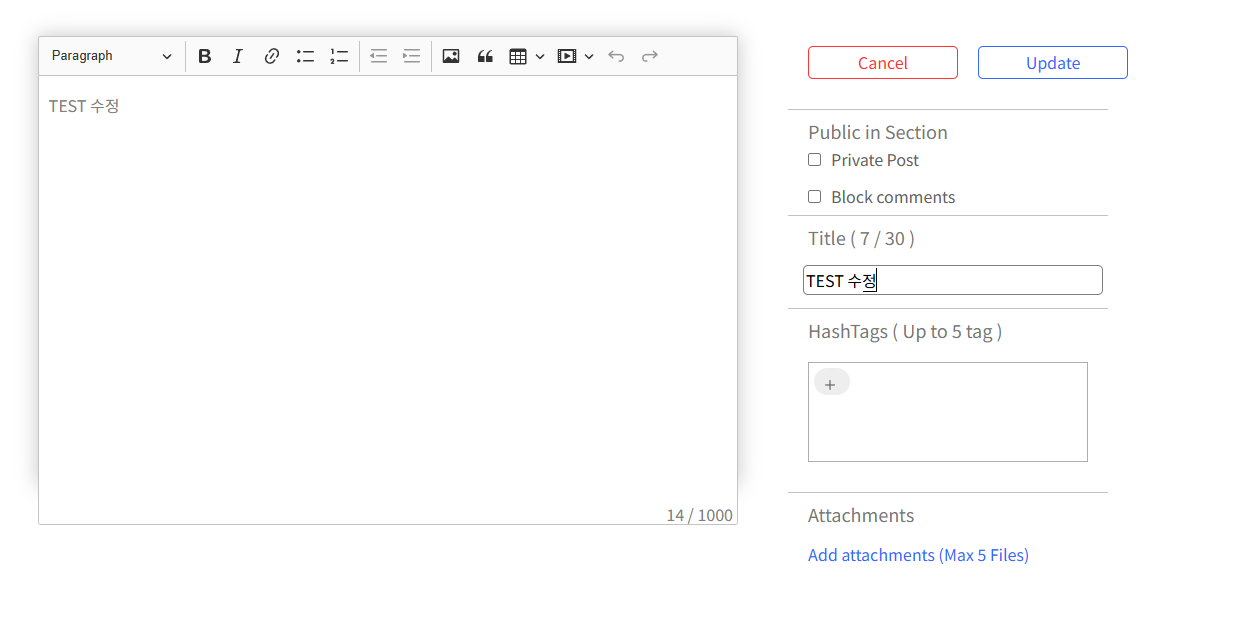 Paragraph
TEST 수정
14 / 1000
Cancel
Update
Public in Section
Private Post
Block comments
Title ( 7 / 30 )
TEST 수정
HashTags ( Up to 5 tag )
+
Attachments
Add attachments (Max 5 Files)